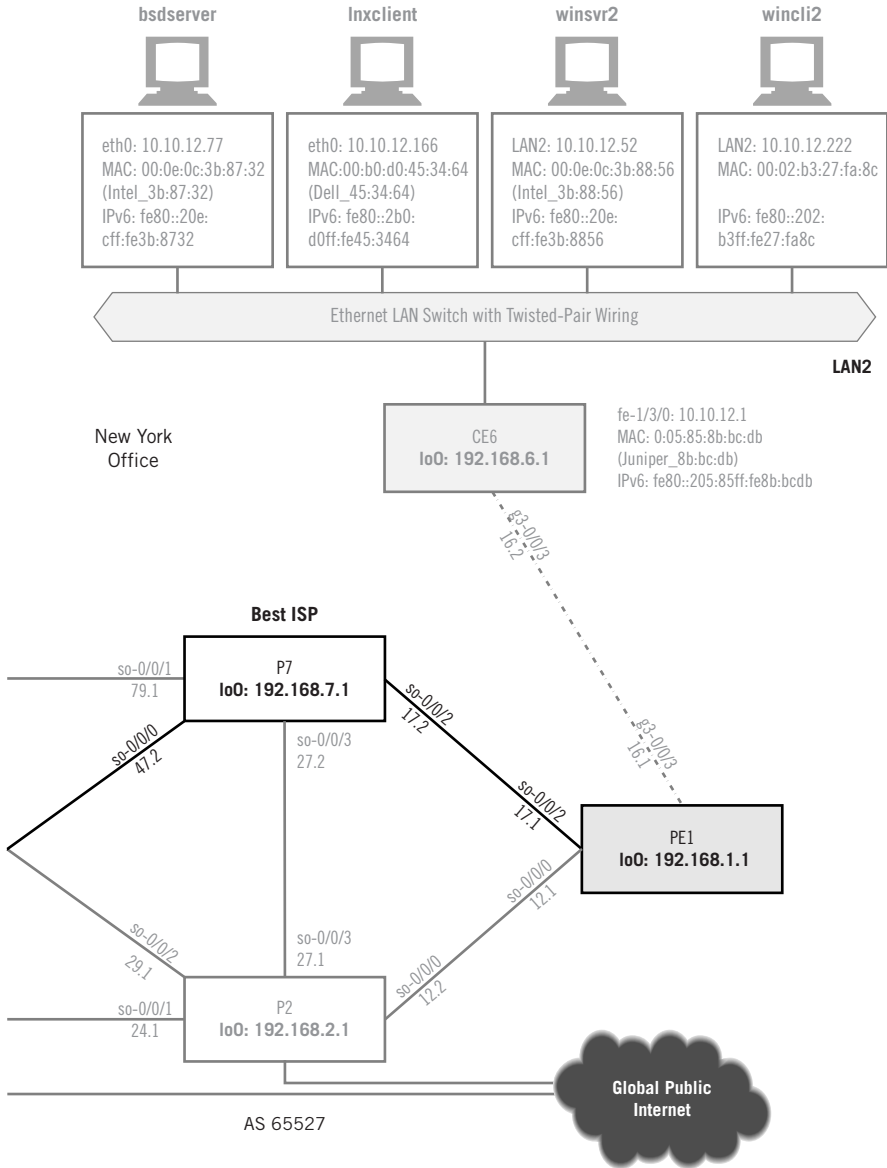 bsdserver
lnxclient
winsvr2
wincli2
eth0: 10.10.12.77
MAC: 00:0e:0c:3b:87:32
(Intel_3b:87:32)
IPv6: fe80::20e:
cff:fe3b:8732
eth0: 10.10.12.166
MAC:00:b0:d0:45:34:64
(Dell_45:34:64)
IPv6: fe80::2b0:
d0ff:fe45:3464
LAN2: 10.10.12.52
MAC: 00:0e:0c:3b:88:56
(Intel_3b:88:56)
IPv6: fe80::20e:
cff:fe3b:8856
LAN2: 10.10.12.222
MAC: 00:02:b3:27:fa:8c
IPv6: fe80::202:
b3ff:fe27:fa8c
Ethernet LAN Switch with Twisted-Pair Wiring
LAN2
New York
Office
CE6
lo0: 192.168.6.1
fe-1/3/0: 10.10.12.1
MAC: 0:05:85:8b:bc:db
(Juniper_8b:bc:db)
IPv6: fe80::205:85ff:fe8b:bcdb
g3-0/0/3
16.2
Best ISP
so-0/0/1
79.1
P7
lo0: 192.168.7.1
so-0/0/2
17.2
so-0/0/0
47.2
so-0/0/3
27.2
g3-0/0/3
16.1
so-0/0/2
17.1
PE1
lo0: 192.168.1.1
so-0/0/0
12.1
so-0/0/2
29.1
so-0/0/3
27.1
so-0/0/0
12.2
so-0/0/1
24.1
P2
lo0: 192.168.2.1
Global Public
Internet
AS 65527